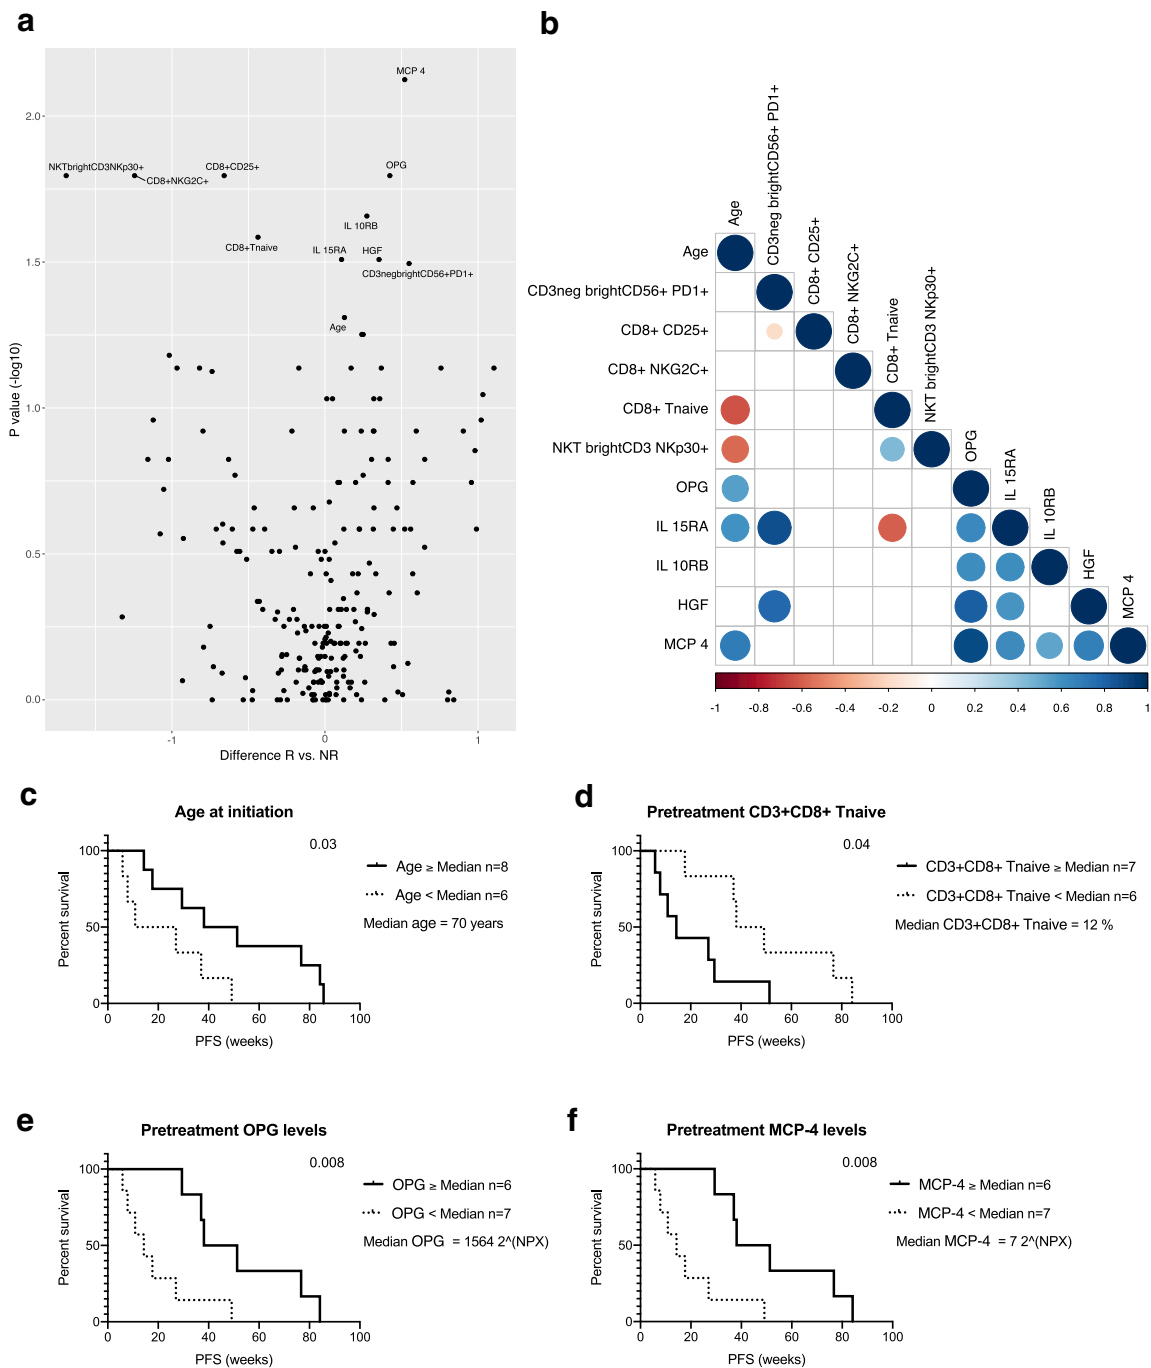 a
MCP 4
2.0
NKTbrightCD3NKp30+
CD8+CD25+
OPG
CD8+NKG2C+
IL 10RB
CD8+Tnaive
IL 15RA
HGF
1.5
CD3negbrightCD56+PD1+
Age
P value (-log10)
1.0
0.5
0.0
-1
0
1
Difference R vs. NR
b
Age
CD3neg brightCD56+ PD1+
CD8+ CD25+
CD8+ NKG2C+
CD8+ Tnaive
NKT brightCD3 NKp30+
OPG
IL 15RA
IL 10RB
HGF
MCP 4
Age
CD3neg brightCD56+ PD1+
CD8+ CD25+
CD8+ NKG2C+
CD8+ Tnaive
NKT brightCD3 NKp30+
OPG
IL 15RA
IL 10RB
HGF
MCP 4
-1 -0.8 -0.6 -0.4 -0.2 0 0.2 0.4 0.6 0.8 1
c
Age at initiation
0.03
100
50
0
Percent survival
0 20 40 60 80 100
PFS (weeks)
Age ≥ Median n=8
Age < Median n=6
Median age = 70 years
d
Pretreatment CD3+CD8+ Tnaive
0.04
100
50
0
Percent survival
0 20 40 60 80 100
PFS (weeks)
CD3+CD8+ Tnaive ≥ Median n=7
CD3+CD8+ Tnaive < Median n=6
Median CD3+CD8+ Tnaive = 12 %
e
Pretreatment OPG levels
0.008
100
50
0
Percent survival
0 20 40 60 80 100
PFS (weeks)
OPG ≥ Median n=6
OPG < Median n=7
Median OPG = 1564 2^(NPX)
f
Pretreatment MCP-4 levels
0.008
100
50
0
Percent survival
0 20 40 60 80 100
PFS (weeks)
MCP-4 ≥ Median n=6
MCP-4 < Median n=7
Median MCP-4 = 7 2^(NPX)